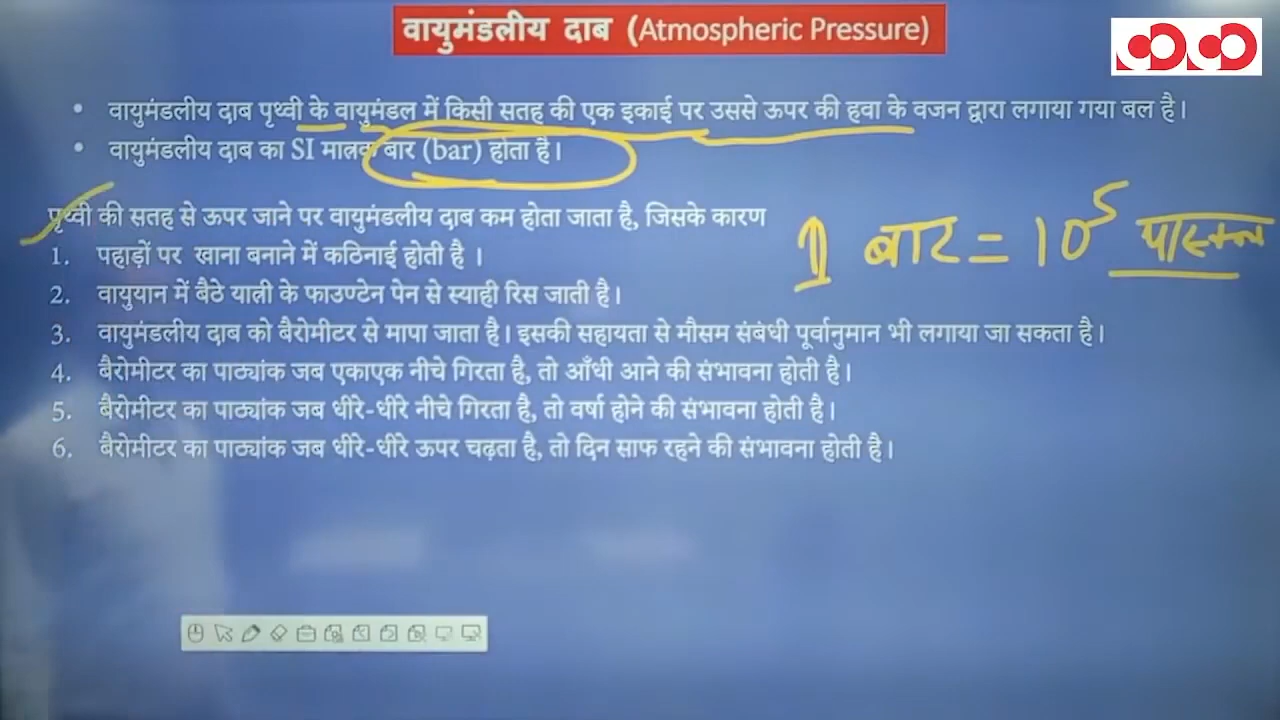 वायुमंडलीय दाब (Atmospheric Pressure)
• वायुमंडलीय दाब पृथ्वी के वायुमंडल में किसी सतह की एक इकाई पर उससे ऊपर की हवा के वजन द्वारा लगाया गया बल है।
• वायुमंडलीय दाब का SI मात्रक बार (bar) होता है।
पृथ्वी की सतह से ऊपर जाने पर वायुमंडलीय दाब कम होता जाता है, जिसके कारण
1 बार = 10⁵ पास्कल
1. पहाड़ों पर खाना बनाने में कठिनाई होती है ।
2. वायुयान में बैठे यात्री के फाउण्टेन पेन से स्याही रिस जाती है।
3. वायुमंडलीय दाब को बैरोमीटर से मापा जाता है। इसकी सहायता से मौसम संबंधी पूर्वानुमान भी लगाया जा सकता है।
4. बैरोमीटर का पाठ्यांक जब एकाएक नीचे गिरता है, तो आँधी आने की संभावना होती है।
5. बैरोमीटर का पाठ्यांक जब धीरे-धीरे नीचे गिरता है, तो वर्षा होने की संभावना होती है।
6. बैरोमीटर का पाठ्यांक जब धीरे-धीरे ऊपर चढ़ता है, तो दिन साफ रहने की संभावना होती है।